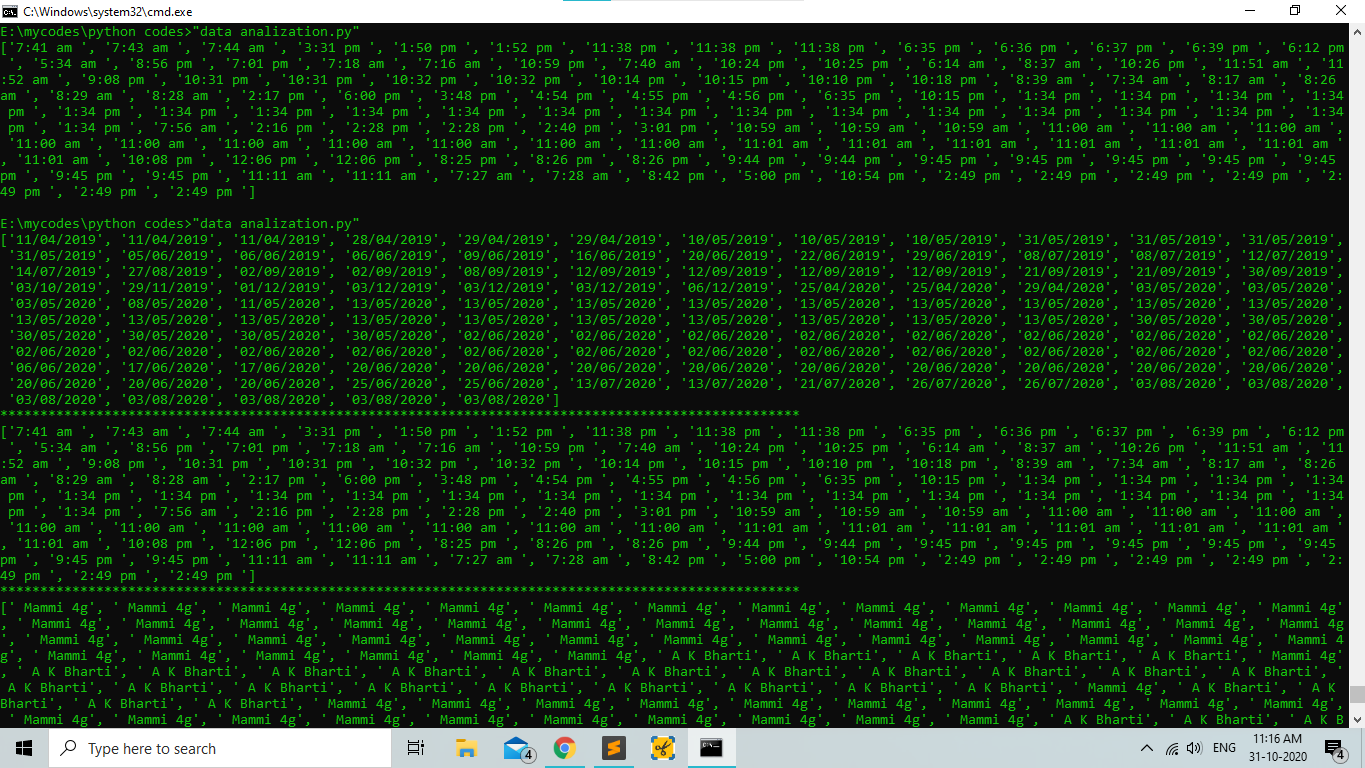 C:\Windows\system32\cmd.exe
E:\mycodes\python codes>"data analization.py"
['7:41 am ', '7:43 am ', '7:44 am ', '3:31 pm ', '1:50 pm ', '1:52 pm ', '11:38 pm ', '11:38 pm ', '11:38 pm ', '6:35 pm ', '6:36 pm ', '6:37 pm ', '6:39 pm ', '6:12 pm
 ', '5:34 am ', '8:56 pm ', '7:01 pm ', '7:18 am ', '7:16 am ', '10:59 pm ', '7:40 am ', '10:24 pm ', '10:25 pm ', '6:14 am ', '8:37 am ', '10:26 pm ', '11:51 am ', '11
:52 am ', '9:08 pm ', '10:31 pm ', '10:31 pm ', '10:32 pm ', '10:32 pm ', '10:14 pm ', '10:15 pm ', '10:10 pm ', '10:18 pm ', '8:39 am ', '7:34 am ', '8:17 am ', '8:26
am ', '8:29 am ', '8:28 am ', '2:17 pm ', '6:00 pm ', '3:48 pm ', '4:54 pm ', '4:55 pm ', '4:56 pm ', '6:35 pm ', '10:15 pm ', '1:34 pm ', '1:34 pm ', '1:34 pm ', '1:34
 pm ', '1:34 pm ', '1:34 pm ', '1:34 pm ', '1:34 pm ', '1:34 pm ', '1:34 pm ', '1:34 pm ', '1:34 pm ', '1:34 pm ', '1:34 pm ', '1:34 pm ', '1:34 pm ', '1:34 pm ', '1:34
 pm ', '1:34 pm ', '7:56 am ', '2:16 pm ', '2:28 pm ', '2:28 pm ', '2:40 pm ', '3:01 pm ', '10:59 am ', '10:59 am ', '10:59 am ', '11:00 am ', '11:00 am ', '11:00 am ',
 '11:00 am ', '11:00 am ', '11:00 am ', '11:00 am ', '11:00 am ', '11:00 am ', '11:01 am ', '11:01 am ', '11:01 am ', '11:01 am ', '11:01 am '
, '11:01 am ', '10:08 pm ', '12:06 pm ', '12:06 pm ', '8:25 pm ', '8:26 pm ', '8:26 pm ', '9:44 pm ', '9:44 pm ', '9:45 pm ', '9:45 pm ', '9:45 pm ', '9:45 pm ', '9:45
pm ', '9:45 pm ', '9:45 pm ', '11:11 am ', '11:11 am ', '7:27 am ', '7:28 am ', '8:42 pm ', '5:00 pm ', '10:54 pm ', '2:49 pm ', '2:49 pm ', '2:49 pm ', '2:49 pm ', '2:
49 pm ', '2:49 pm ', '2:49 pm ']
E:\mycodes\python codes>"data analization.py"
['11/04/2019', '11/04/2019', '11/04/2019', '28/04/2019', '29/04/2019', '29/04/2019', '10/05/2019', '10/05/2019', '10/05/2019', '31/05/2019', '31/05/2019', '31/05/2019',
 '31/05/2019', '05/06/2019', '06/06/2019', '06/06/2019', '09/06/2019', '16/06/2019', '20/06/2019', '22/06/2019', '29/06/2019', '08/07/2019', '08/07/2019', '12/07/2019',
 '14/07/2019', '27/08/2019', '02/09/2019', '02/09/2019', '08/09/2019', '12/09/2019', '12/09/2019', '12/09/2019', '12/09/2019', '21/09/2019', '21/09/2019', '30/09/2019',
 '03/10/2019', '29/11/2019', '01/12/2019', '03/12/2019', '03/12/2019', '03/12/2019', '06/12/2019', '25/04/2020', '25/04/2020', '29/04/2020', '03/05/2020', '03/05/2020',
 '03/05/2020', '08/05/2020', '11/05/2020', '13/05/2020', '13/05/2020', '13/05/2020', '13/05/2020', '13/05/2020', '13/05/2020', '13/05/2020', '13/05/2020', '13/05/2020',
 '13/05/2020', '13/05/2020', '13/05/2020', '13/05/2020', '13/05/2020', '13/05/2020', '13/05/2020', '13/05/2020', '13/05/2020', '13/05/2020', '30/05/2020', '30/05/2020',
 '30/05/2020', '30/05/2020', '30/05/2020', '30/05/2020', '02/06/2020', '02/06/2020', '02/06/2020', '02/06/2020', '02/06/2020', '02/06/2020', '02/06/2020', '02/06/2020',
 '02/06/2020', '02/06/2020', '02/06/2020', '02/06/2020', '02/06/2020', '02/06/2020', '02/06/2020', '02/06/2020', '02/06/2020', '02/06/2020', '02/06/2020', '02/06/2020',
 '06/06/2020', '17/06/2020', '17/06/2020', '20/06/2020', '20/06/2020', '20/06/2020', '20/06/2020', '20/06/2020', '20/06/2020', '20/06/2020', '20/06/2020', '20/06/2020',
 '20/06/2020', '20/06/2020', '20/06/2020', '25/06/2020', '25/06/2020', '13/07/2020', '13/07/2020', '21/07/2020', '26/07/2020', '26/07/2020', '03/08/2020', '03/08/2020',
 '03/08/2020', '03/08/2020', '03/08/2020', '03/08/2020', '03/08/2020']
****************************************************************************************************
['7:41 am ', '7:43 am ', '7:44 am ', '3:31 pm ', '1:50 pm ', '1:52 pm ', '11:38 pm ', '11:38 pm ', '11:38 pm ', '6:35 pm ', '6:36 pm ', '6:37 pm ', '6:39 pm ', '6:12 pm
 ', '5:34 am ', '8:56 pm ', '7:01 pm ', '7:18 am ', '7:16 am ', '10:59 pm ', '7:40 am ', '10:24 pm ', '10:25 pm ', '6:14 am ', '8:37 am ', '10:26 pm ', '11:51 am ', '11
:52 am ', '9:08 pm ', '10:31 pm ', '10:31 pm ', '10:32 pm ', '10:32 pm ', '10:14 pm ', '10:15 pm ', '10:10 pm ', '10:18 pm ', '8:39 am ', '7:34 am ', '8:17 am ', '8:26
am ', '8:29 am ', '8:28 am ', '2:17 pm ', '6:00 pm ', '3:48 pm ', '4:54 pm ', '4:55 pm ', '4:56 pm ', '6:35 pm ', '10:15 pm ', '1:34 pm ', '1:34 pm ', '1:34 pm ', '1:34
 pm ', '1:34 pm ', '1:34 pm ', '1:34 pm ', '1:34 pm ', '1:34 pm ', '1:34 pm ', '1:34 pm ', '1:34 pm ', '1:34 pm ', '1:34 pm ', '1:34 pm ', '1:34 pm ', '1:34 pm ', '1:34
 pm ', '1:34 pm ', '7:56 am ', '2:16 pm ', '2:28 pm ', '2:28 pm ', '2:40 pm ', '3:01 pm ', '10:59 am ', '10:59 am ', '10:59 am ', '11:00 am ', '11:00 am ', '11:00 am ',
 '11:00 am ', '11:00 am ', '11:00 am ', '11:00 am ', '11:00 am ', '11:00 am ', '11:01 am ', '11:01 am ', '11:01 am ', '11:01 am ', '11:01 am '
, '11:01 am ', '10:08 pm ', '12:06 pm ', '12:06 pm ', '8:25 pm ', '8:26 pm ', '8:26 pm ', '9:44 pm ', '9:44 pm ', '9:45 pm ', '9:45 pm ', '9:45 pm ', '9:45 pm ', '9:45
pm ', '9:45 pm ', '9:45 pm ', '11:11 am ', '11:11 am ', '7:27 am ', '7:28 am ', '8:42 pm ', '5:00 pm ', '10:54 pm ', '2:49 pm ', '2:49 pm ', '2:49 pm ', '2:49 pm ', '2:
49 pm ', '2:49 pm ', '2:49 pm ']
****************************************************************************************************
[' Mammi 4g', ' Mammi 4g', ' Mammi 4g', ' Mammi 4g', ' Mammi 4g', ' Mammi 4g', ' Mammi 4g', ' Mammi 4g', ' Mammi 4g', ' Mammi 4g', ' Mammi 4g', ' Mammi 4g', ' Mammi 4g'
, ' Mammi 4g', ' Mammi 4g', ' Mammi 4g', ' Mammi 4g', ' Mammi 4g', ' Mammi 4g', ' Mammi 4g', ' Mammi 4g', ' Mammi 4g', ' Mammi 4g', ' Mammi 4g', ' Mammi 4g', ' Mammi 4g'
, ' Mammi 4g', ' Mammi 4g', ' Mammi 4g', ' Mammi 4g', ' Mammi 4g', ' Mammi 4g', ' Mammi 4g', ' Mammi 4g', ' Mammi 4g', ' Mammi 4g', ' Mammi 4g', ' Mammi 4g', ' Mammi 4
g', ' Mammi 4g', ' Mammi 4g', ' Mammi 4g', ' Mammi 4g', ' Mammi 4g', ' A K Bharti', ' A K Bharti', ' A K Bharti', ' A K Bharti', ' A K Bharti', ' A K Bharti', ' Mammi 4g'
, ' A K Bharti', ' A K Bharti', ' A K Bharti', ' A K Bharti', ' A K Bharti', ' A K Bharti', ' A K Bharti', ' A K Bharti', ' A K Bharti', ' A K Bharti', ' A K Bharti', '
 A K Bharti', ' A K Bharti', ' A K Bharti', ' A K Bharti', ' A K Bharti', ' A K Bharti', ' A K Bharti', ' A K Bharti', ' A K Bharti', ' Mammi 4g', ' A K Bharti', ' A K
Bharti', ' A K Bharti', ' A K Bharti', ' Mammi 4g', ' Mammi 4g', ' Mammi 4g', ' Mammi 4g', ' Mammi 4g', ' Mammi 4g', ' Mammi 4g', ' Mammi 4g', ' Mammi 4g', ' Mammi 4g',
 ' Mammi 4g', ' Mammi 4g', ' Mammi 4g', ' Mammi 4g', ' Mammi 4g', ' Mammi 4g', ' Mammi 4g', ' Mammi 4g', ' Mammi 4g', ' Mammi 4g', ' A K Bharti', ' A K Bharti', ' A K B
Type here to search
4
ENG
11:16 AM
31-10-2020
4